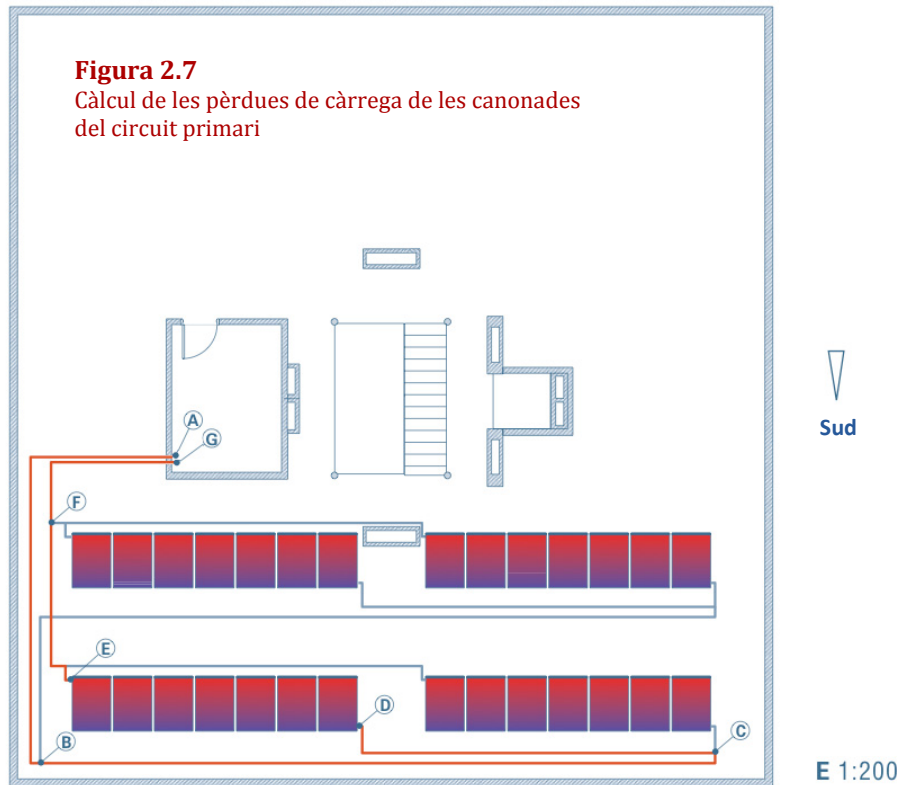 Figura 2.7
Càlcul de les pèrdues de càrrega de les canonades
del circuit primari
A
G
Sud
F
E
D
C
B
E 1:200